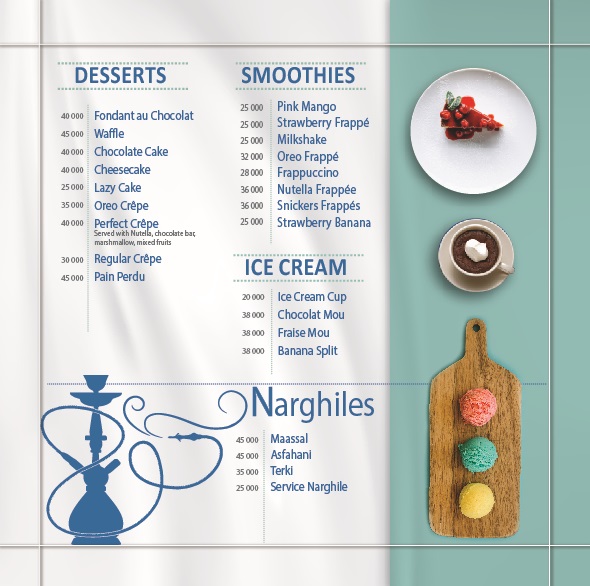 DESSERTS
40 000 Fondant au Chocolat
45 000 Waffle
40 000 Chocolate Cake
40 000 Cheesecake
25 000 Lazy Cake
35 000 Oreo Crêpe
40 000 Perfect Crêpe
Served with Nutella, chocolate bar,
marshmallow, mixed fruits
30 000 Regular Crêpe
45 000 Pain Perdu
SMOOTHIES
25 000 Pink Mango
25 000 Strawberry Frappé
25 000 Milkshake
32 000 Oreo Frappé
28 000 Frappuccino
36 000 Nutella Frappée
36 000 Snickers Frappés
25 000 Strawberry Banana
ICE CREAM
20 000 Ice Cream Cup
38 000 Chocolat Mou
38 000 Fraise Mou
38 000 Banana Split
Narghiles
45 000 Maassal
45 000 Asfahani
35 000 Terki
25 000 Service Narghile